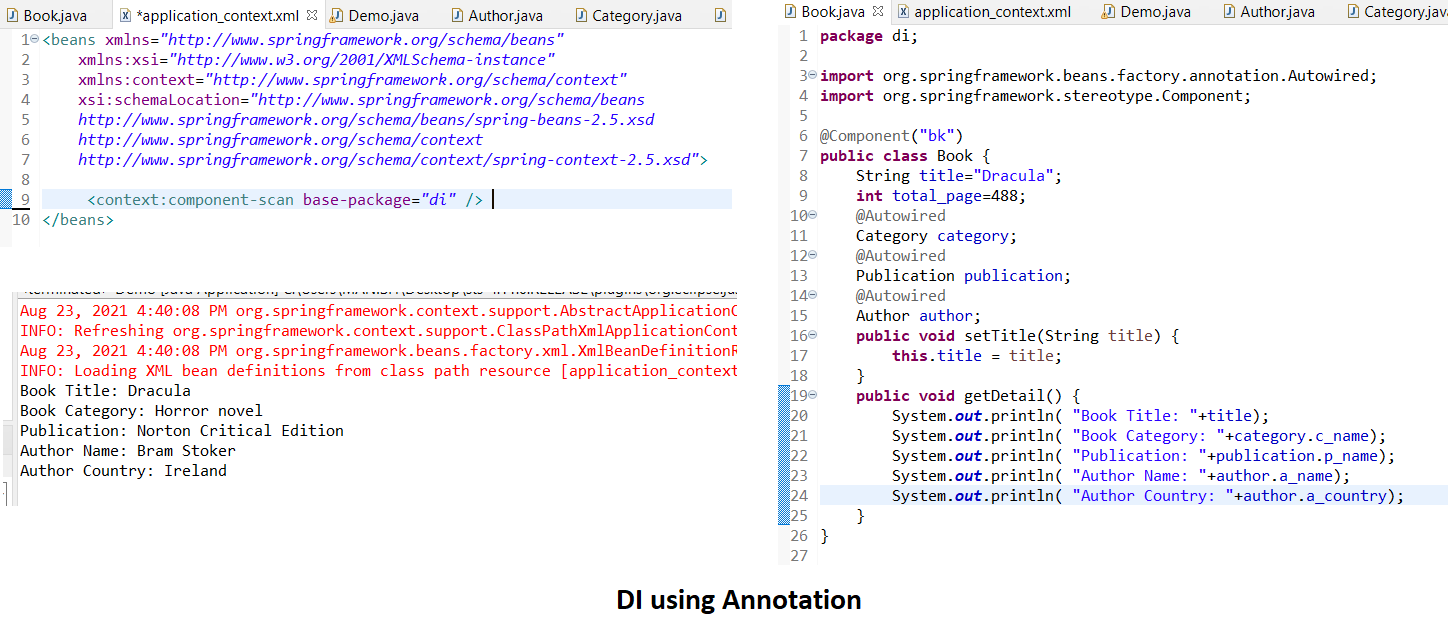 Book.java
*application_context.xml
Demo.java
Author.java
Category.java
1 <beans xmlns="http://www.springframework.org/schema/beans"
2 xmlns:xsi="http://www.w3.org/2001/XMLSchema-instance"
3 xmlns:context="http://www.springframework.org/schema/context"
4 xsi:schemaLocation="http://www.springframework.org/schema/beans
5 http://www.springframework.org/schema/beans/spring-beans-2.5.xsd
6 http://www.springframework.org/schema/context
7 http://www.springframework.org/schema/context/spring-context-2.5.xsd">
8
9 <context:component-scan base-package="di" />
10 </beans>
Aug 23, 2021 4:40:08 PM org.springframework.context.support.AbstractApplicationC
INFO: Refreshing org.springframework.context.support.ClassPathXmlApplicationCont
Aug 23, 2021 4:40:08 PM org.springframework.beans.factory.xml.XmlBeanDefinitionR
INFO: Loading XML bean definitions from class path resource [application_context
Book Title: Dracula
Book Category: Horror novel
Publication: Norton Critical Edition
Author Name: Bram Stoker
Author Country: Ireland
Book.java
application_context.xml
Demo.java
Author.java
Category.jav
1 package di;
2
3 import org.springframework.beans.factory.annotation.Autowired;
4 import org.springframework.stereotype.Component;
5
6 @Component("bk")
7 public class Book {
8 String title="Dracula";
9 int total_page=488;
10 @Autowired
11 Category category;
12 @Autowired
13 Publication publication;
14 @Autowired
15 Author author;
16 public void setTitle(String title) {
17 this.title = title;
18 }
19 public void getDetail() {
20 System.out.println( "Book Title: "+title);
21 System.out.println( "Book Category: "+category.c_name);
22 System.out.println( "Publication: "+publication.p_name);
23 System.out.println( "Author Name: "+author.a_name);
24 System.out.println( "Author Country: "+author.a_country);
25 }
26 }
27
DI using Annotation